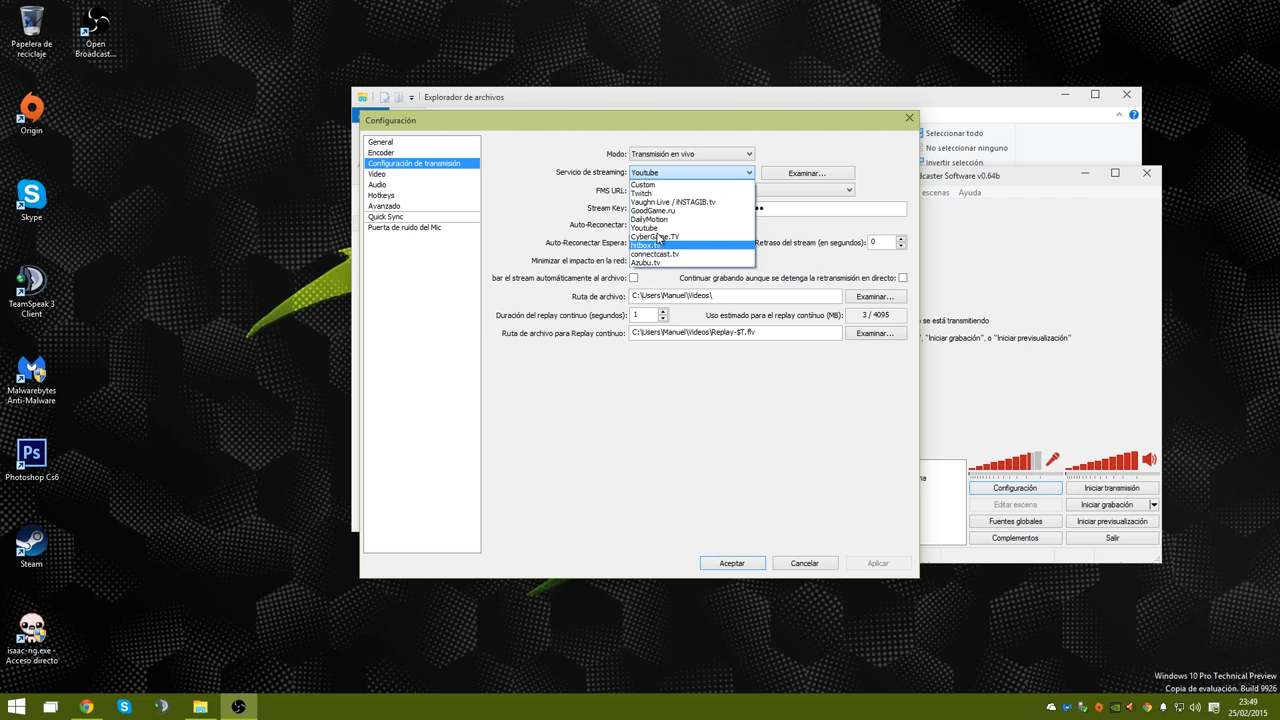 Papelera de
reciclaje
Open
Broadcast...
Origin
Skype
TeamSpeak 3
Client
Malwarebytes
Anti-Malware
Photoshop Cs6
Steam
isaac-ng.exe -
Acceso directo
Explorador de archivos
Seleccionar todo
No seleccionar ninguno
Invertir selección
Configuración
General
Encoder
Configuración de transmisión
Video
Audio
Hotkeys
Avanzado
Quick Sync
Puerta de ruido del Mic
Modo: Transmisión en vivo
Servicio de streaming: Youtube Examinar...
FMS URL:
Stream Key:
Auto-Reconectar:
Auto-Reconectar Espera:
Minimizar el impacto en la red:
Custom
Twitch
Vaughn Live / iNSTAGIB.tv
GoodGame.ru
DailyMotion
Youtube
CyberGame.TV
hitbox.tv
connectcast.tv
Azubu.tv
Retraso del stream (en segundos): 0
bar el stream automáticamente al archivo:
Continuar grabando aunque se detenga la retransmisión en directo:
Ruta de archivo: C:\Users\Manuel\Videos\ Examinar...
Duración del replay continuo (segundos): 1 Uso estimado para el replay contínuo (MB): 3 / 4095
Ruta de archivo para Replay contínuo: C:\Users\Manuel\Videos\Replay-$T.flv Examinar...
Aceptar Cancelar Aplicar
dcaster Software v0.64b
escenas Ayuda
o se está transmitiendo
", "Iniciar grabación", o "Iniciar previsualización"
na
Configuración Iniciar transmisión
Editar escena Iniciar grabación
Fuentes globales Iniciar previsualización
Complementos Salir
Windows 10 Pro Technical Preview
Copia de evaluación. Build 9926
23:49
25/02/2015